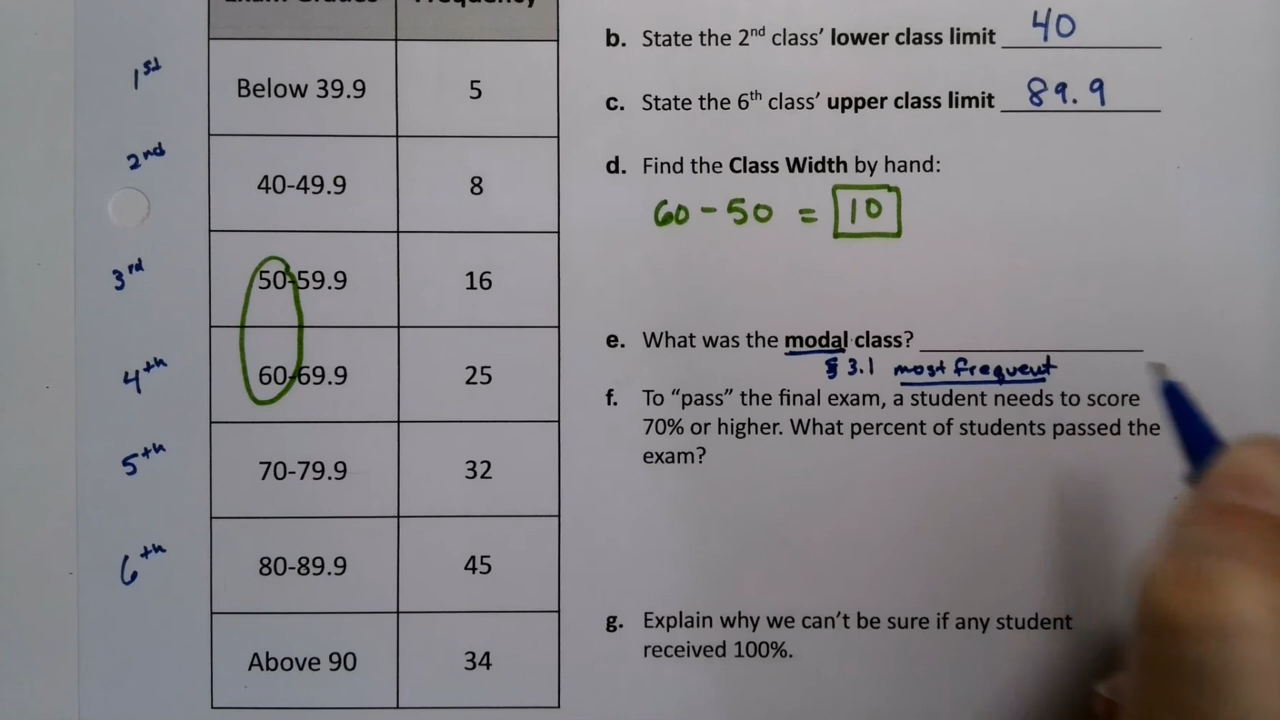 Exam Grades Frequency
1st Below 39.9 5
2nd 40-49.9 8
3rd 50-59.9 16
4th 60-69.9 25
5th 70-79.9 32
6th 80-89.9 45
Above 90 34
b. State the 2nd class' lower class limit 40
c. State the 6th class' upper class limit 89.9
d. Find the Class Width by hand:
60 - 50 = 10
e. What was the modal class?
§ 3.1 most frequent
f. To "pass" the final exam, a student needs to score
70% or higher. What percent of students passed the
exam?
g. Explain why we can't be sure if any student
received 100%.